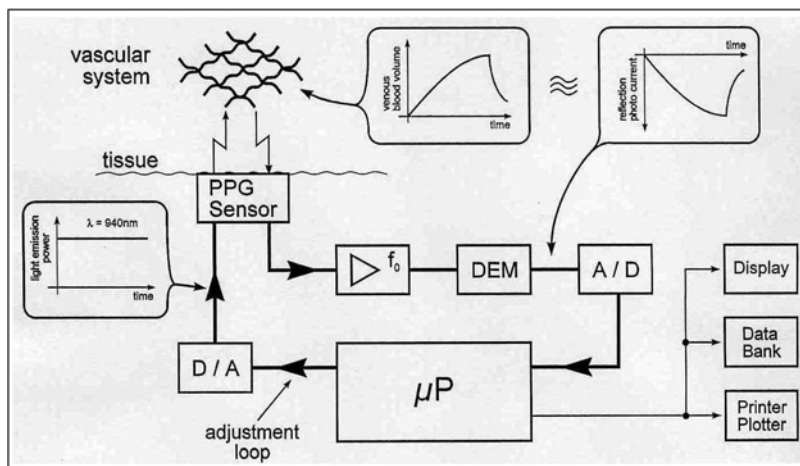 vascular
system
venous
blood volume
time
time
reflection
photo current
tissue
PPG
Sensor
λ = 940nm
light emission
power
time
f₀
DEM
A / D
Display
Data
Bank
Printer
Plotter
D / A
µP
adjustment
loop